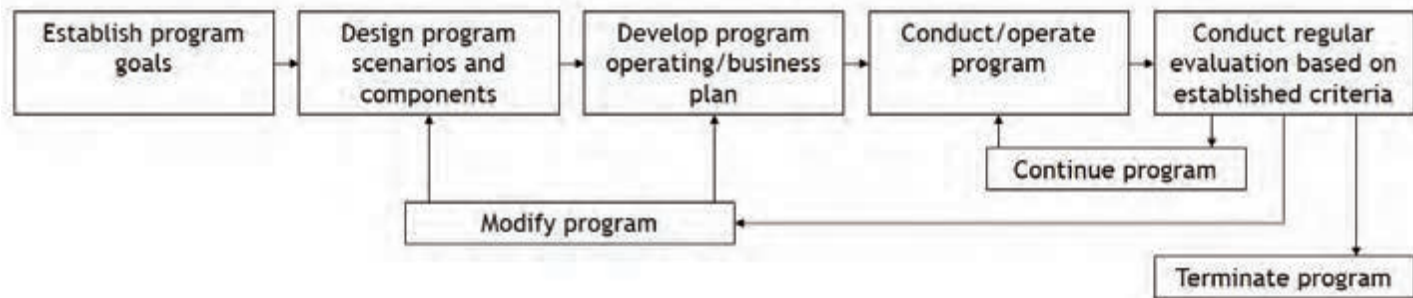 Establish program
goals
Design program
scenarios and
components
Develop program
operating/business
plan
Conduct/operate
program
Conduct regular
evaluation based on
established criteria
Continue program
Modify program
Terminate program